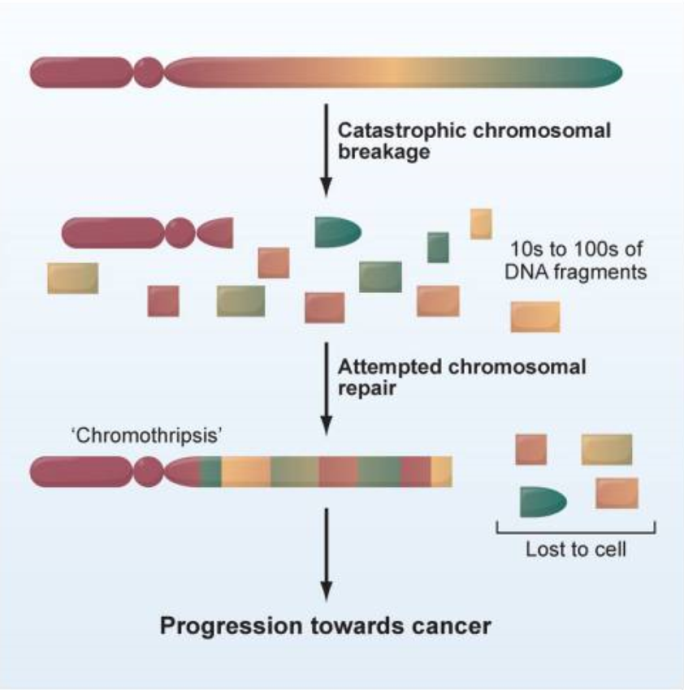 Catastrophic chromosomal
breakage
10s to 100s of
DNA fragments
Attempted chromosomal
repair
‘Chromothripsis’
Lost to cell
Progression towards cancer